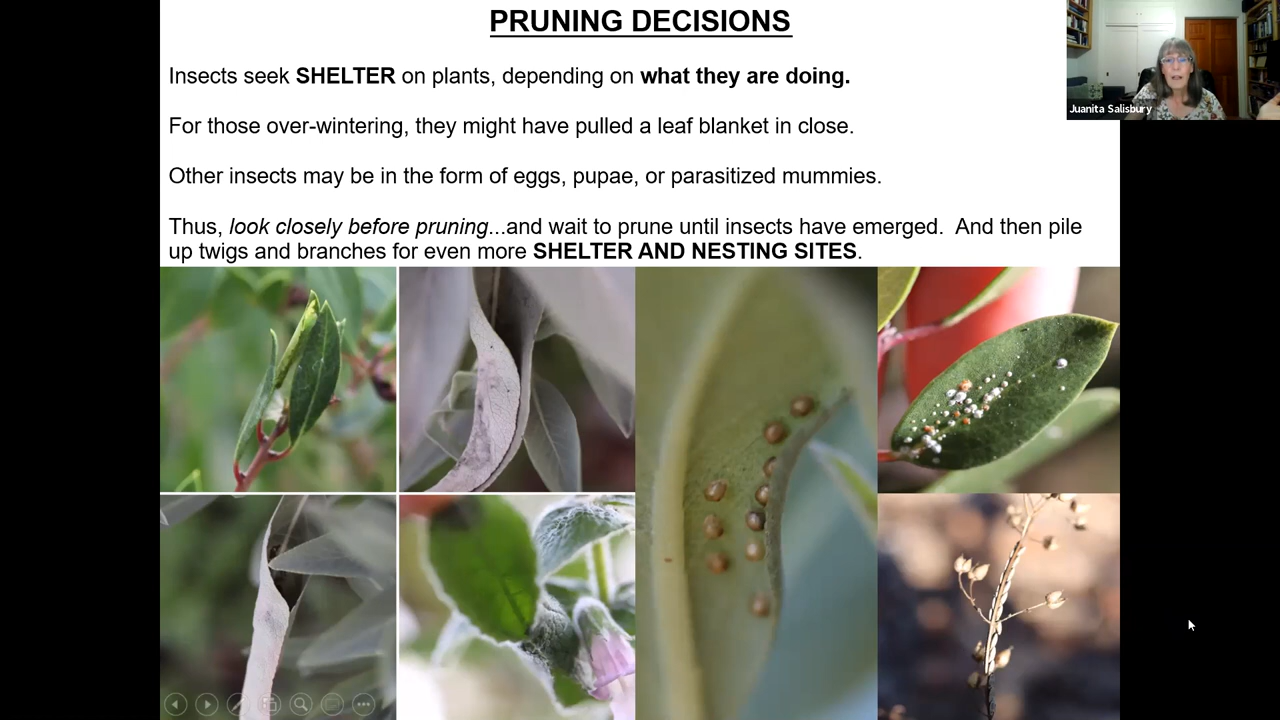 PRUNING DECISIONS
Juanita Salisbury
Insects seek SHELTER on plants, depending on what they are doing.
For those over-wintering, they might have pulled a leaf blanket in close.
Other insects may be in the form of eggs, pupae, or parasitized mummies.
Thus, look closely before pruning...and wait to prune until insects have emerged.  And then pile
up twigs and branches for even more SHELTER AND NESTING SITES.